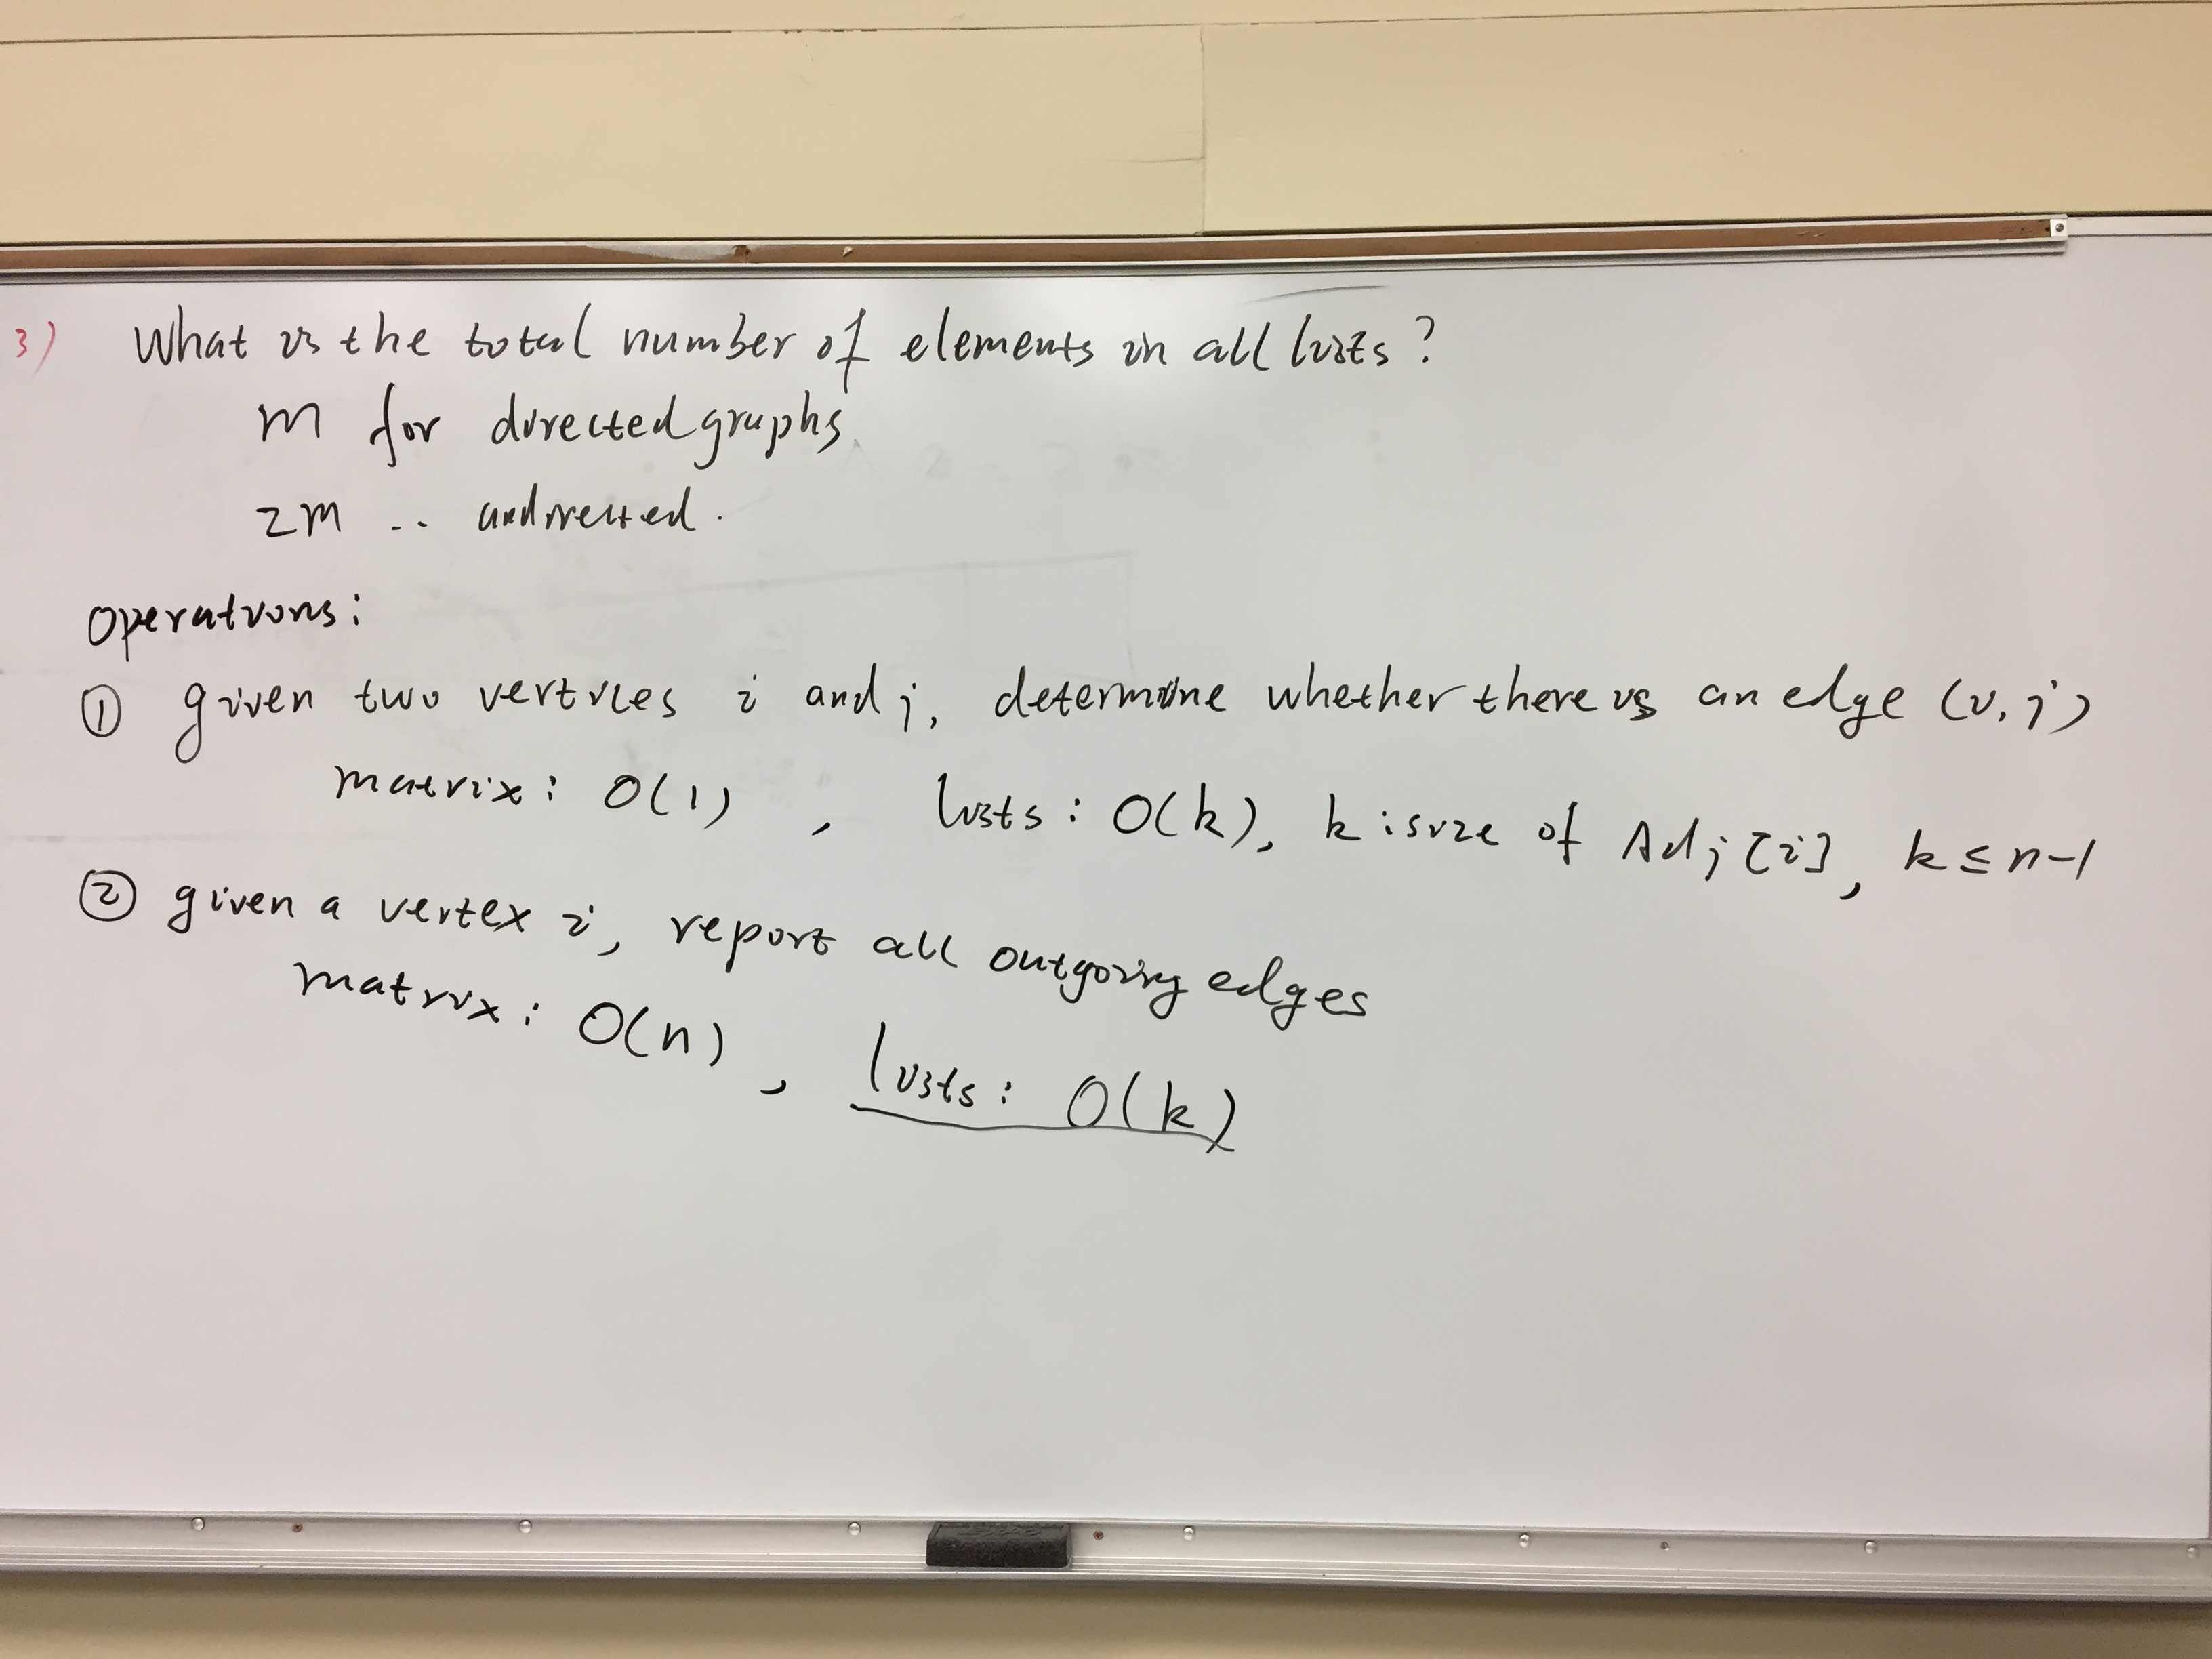 3) What is the total number of elements in all lists?
m for directed graphs
2m .. undirected.
Operations:
① given two vertices i and j, determine whether there is an edge (i, j)
matrix: O(1), lists: O(k), k: size of Adj[i], k ≤ n-1
② given a vertex i, report all outgoing edges
matrix: O(n), lists: O(k)